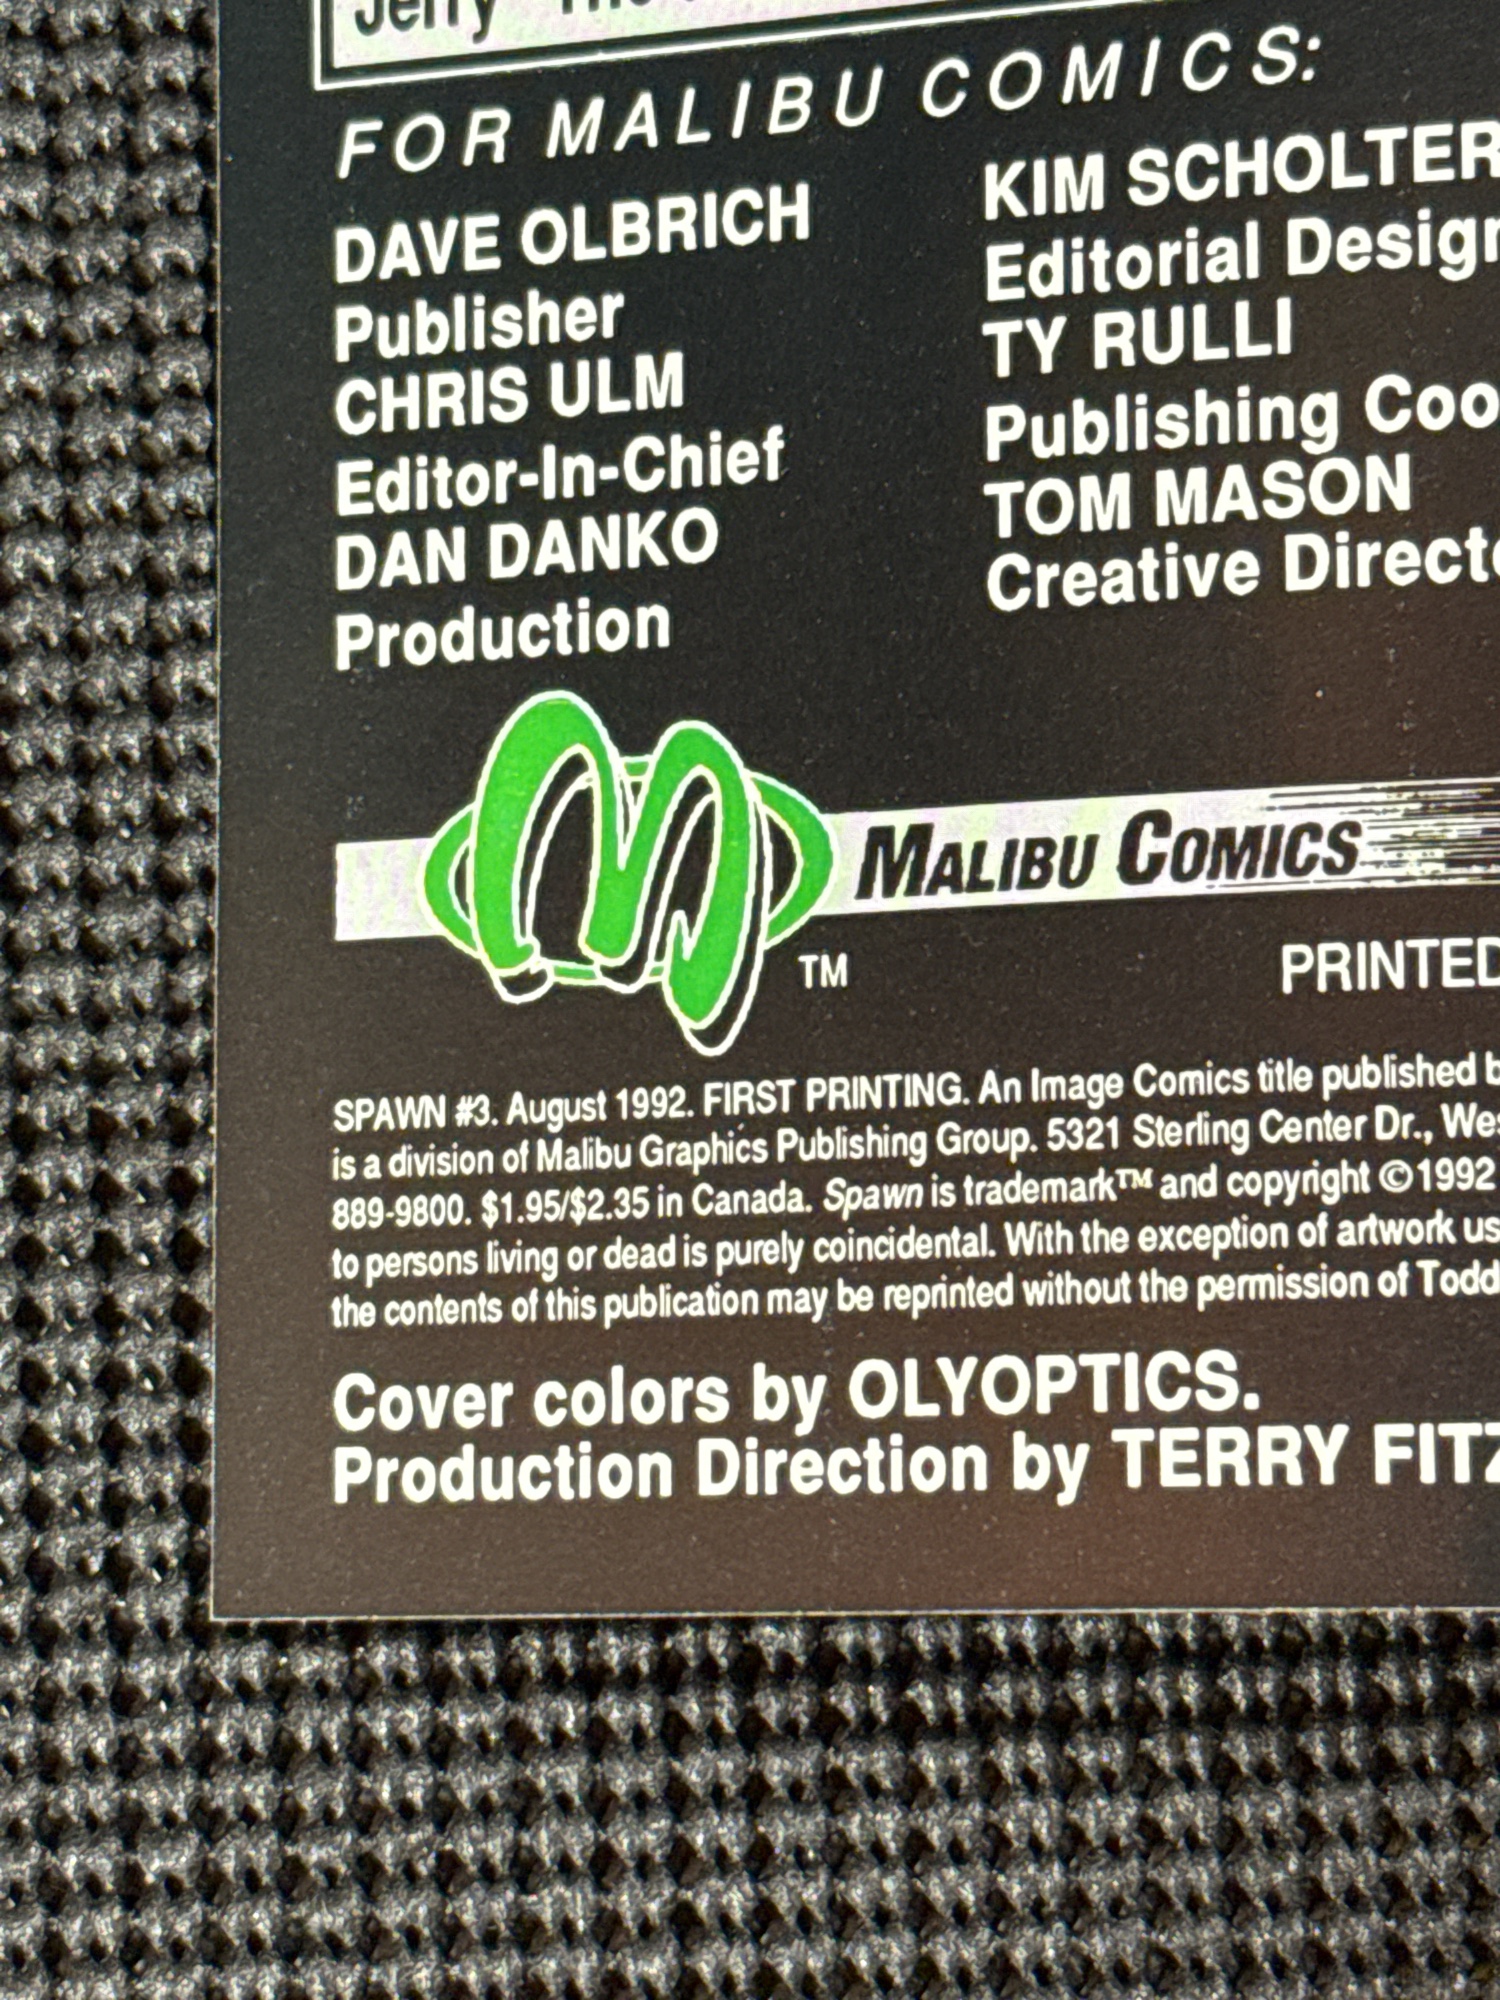 Jerry
FOR MALIBU COMICS:
DAVE OLBRICH
Publisher
CHRIS ULM
Editor-In-Chief
DAN DANKO
Production
KIM SCHOLTER
Editorial Design
TY RULLI
Publishing Coo
TOM MASON
Creative Directo
MALIBU COMICS
TM
PRINTED
SPAWN #3. August 1992. FIRST PRINTING. An Image Comics title published b
is a division of Malibu Graphics Publishing Group. 5321 Sterling Center Dr., Wes
889-9800. $1.95/$2.35 in Canada. Spawn is trademark™ and copyright ©1992
to persons living or dead is purely coincidental. With the exception of artwork us
the contents of this publication may be reprinted without the permission of Todd
Cover colors by OLYOPTICS.
Production Direction by TERRY FITZ